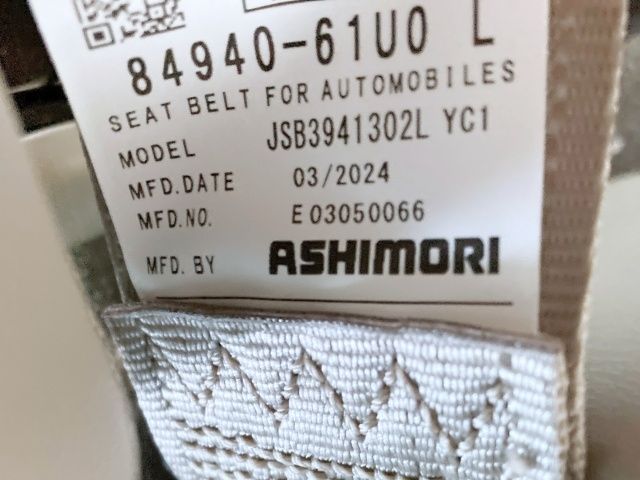 84940-61U0 L
SEAT BELT FOR AUTOMOBILES
MODEL JSB3941302L YC1
MFD.DATE 03/2024
MFD.NO. E03050066
MFD. BY ASHIMORI